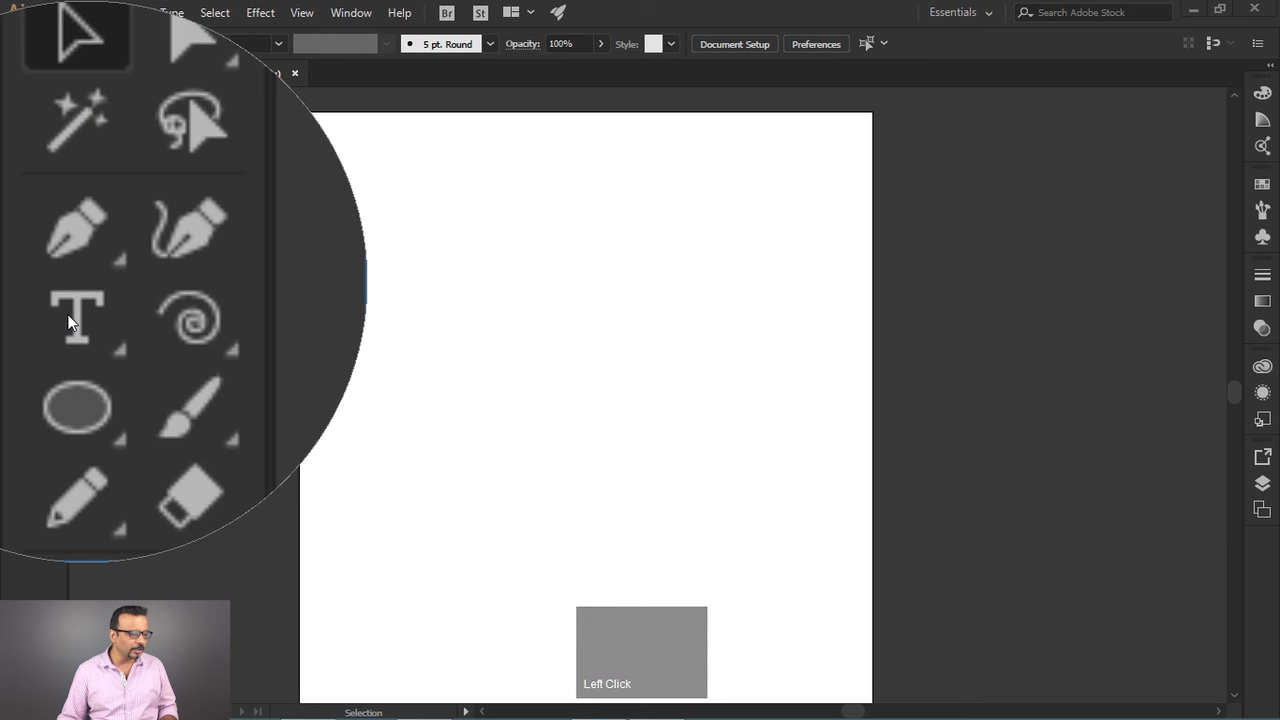 Type Select Effect View Window Help Br St Essentials Search Adobe Stock
5 pt. Round Opacity: 100% Style: Document Setup Preferences
T
Left Click
Selection